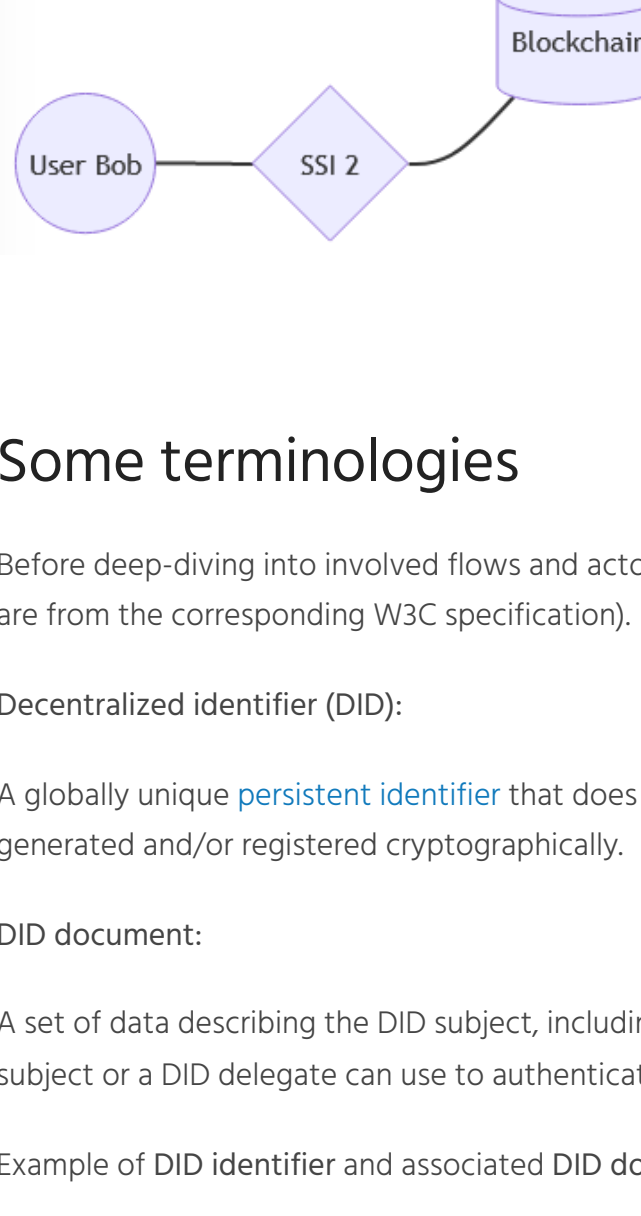 Blockchain
User Bob
SSI 2
Some terminologies
Before deep-diving into involved flows and acto
are from the corresponding W3C specification).
Decentralized identifier (DID):
A globally unique persistent identifier that does
generated and/or registered cryptographically.
DID document:
A set of data describing the DID subject, includin
subject or a DID delegate can use to authenticat
Example of DID identifier and associated DID do